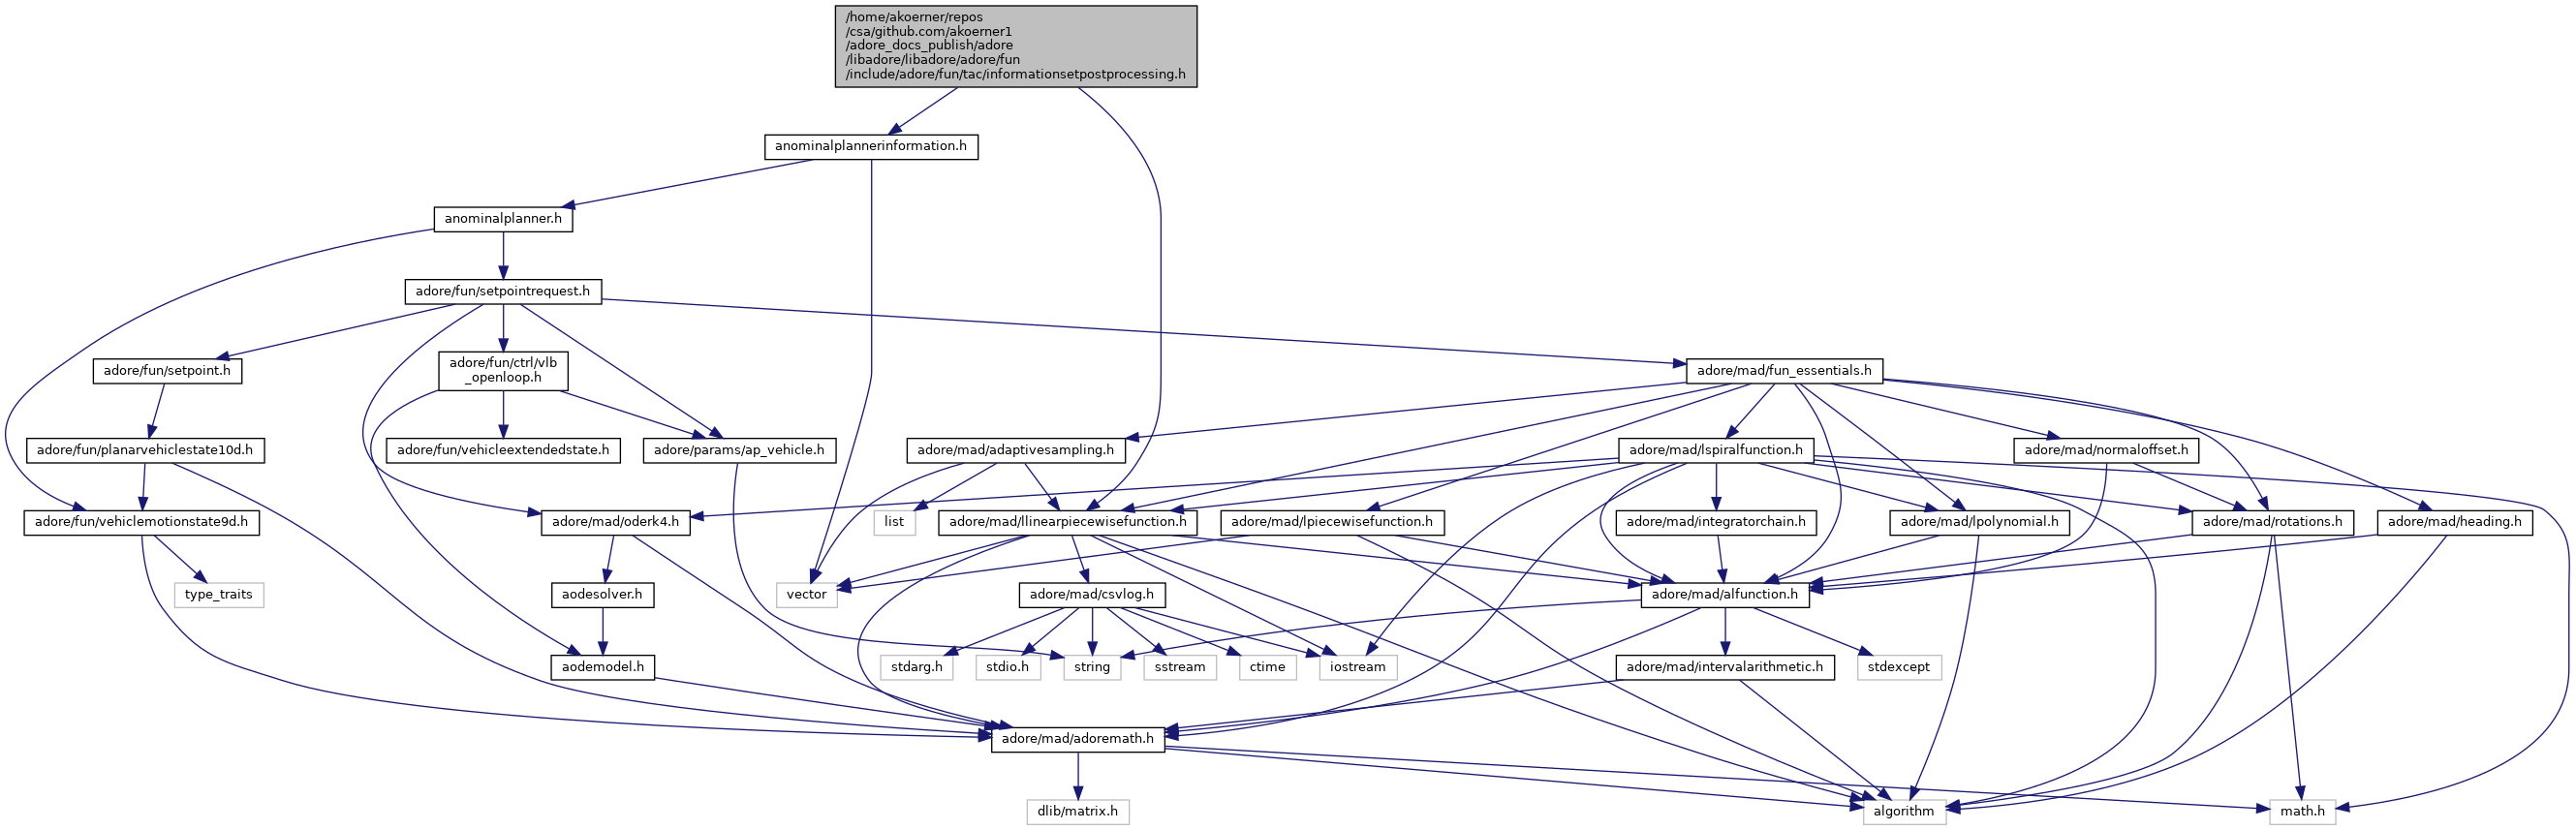 /home/akoerner/repos
/csa/github.com/akoerner1
/adore_docs_publish/adore
/libadore/libadore/adore/fun
/include/adore/fun/tac/informationsetpostprocessing.h
anominalplannerinformation.h
anominalplanner.h
adore/fun/setpointrequest.h
adore/fun/setpoint.h
adore/fun/ctrl/vlb
_openloop.h
adore/mad/fun_essentials.h
adore/fun/planarvehiclestate10d.h
adore/fun/vehicleextendedstate.h
adore/params/ap_vehicle.h
adore/mad/adaptivesampling.h
adore/mad/lspiralfunction.h
adore/mad/normaloffset.h
adore/fun/vehiclemotionstate9d.h
adore/mad/oderk4.h
list
adore/mad/llinearpiecewisefunction.h
adore/mad/lpiecewisefunction.h
adore/mad/integratorchain.h
adore/mad/lpolynomial.h
adore/mad/rotations.h
adore/mad/heading.h
type_traits
aodesolver.h
vector
adore/mad/csvlog.h
adore/mad/alfunction.h
aodemodel.h
stdarg.h
stdio.h
string
sstream
ctime
iostream
adore/mad/intervalarithmetic.h
stdexcept
adore/mad/adoremath.h
dlib/matrix.h
algorithm
math.h